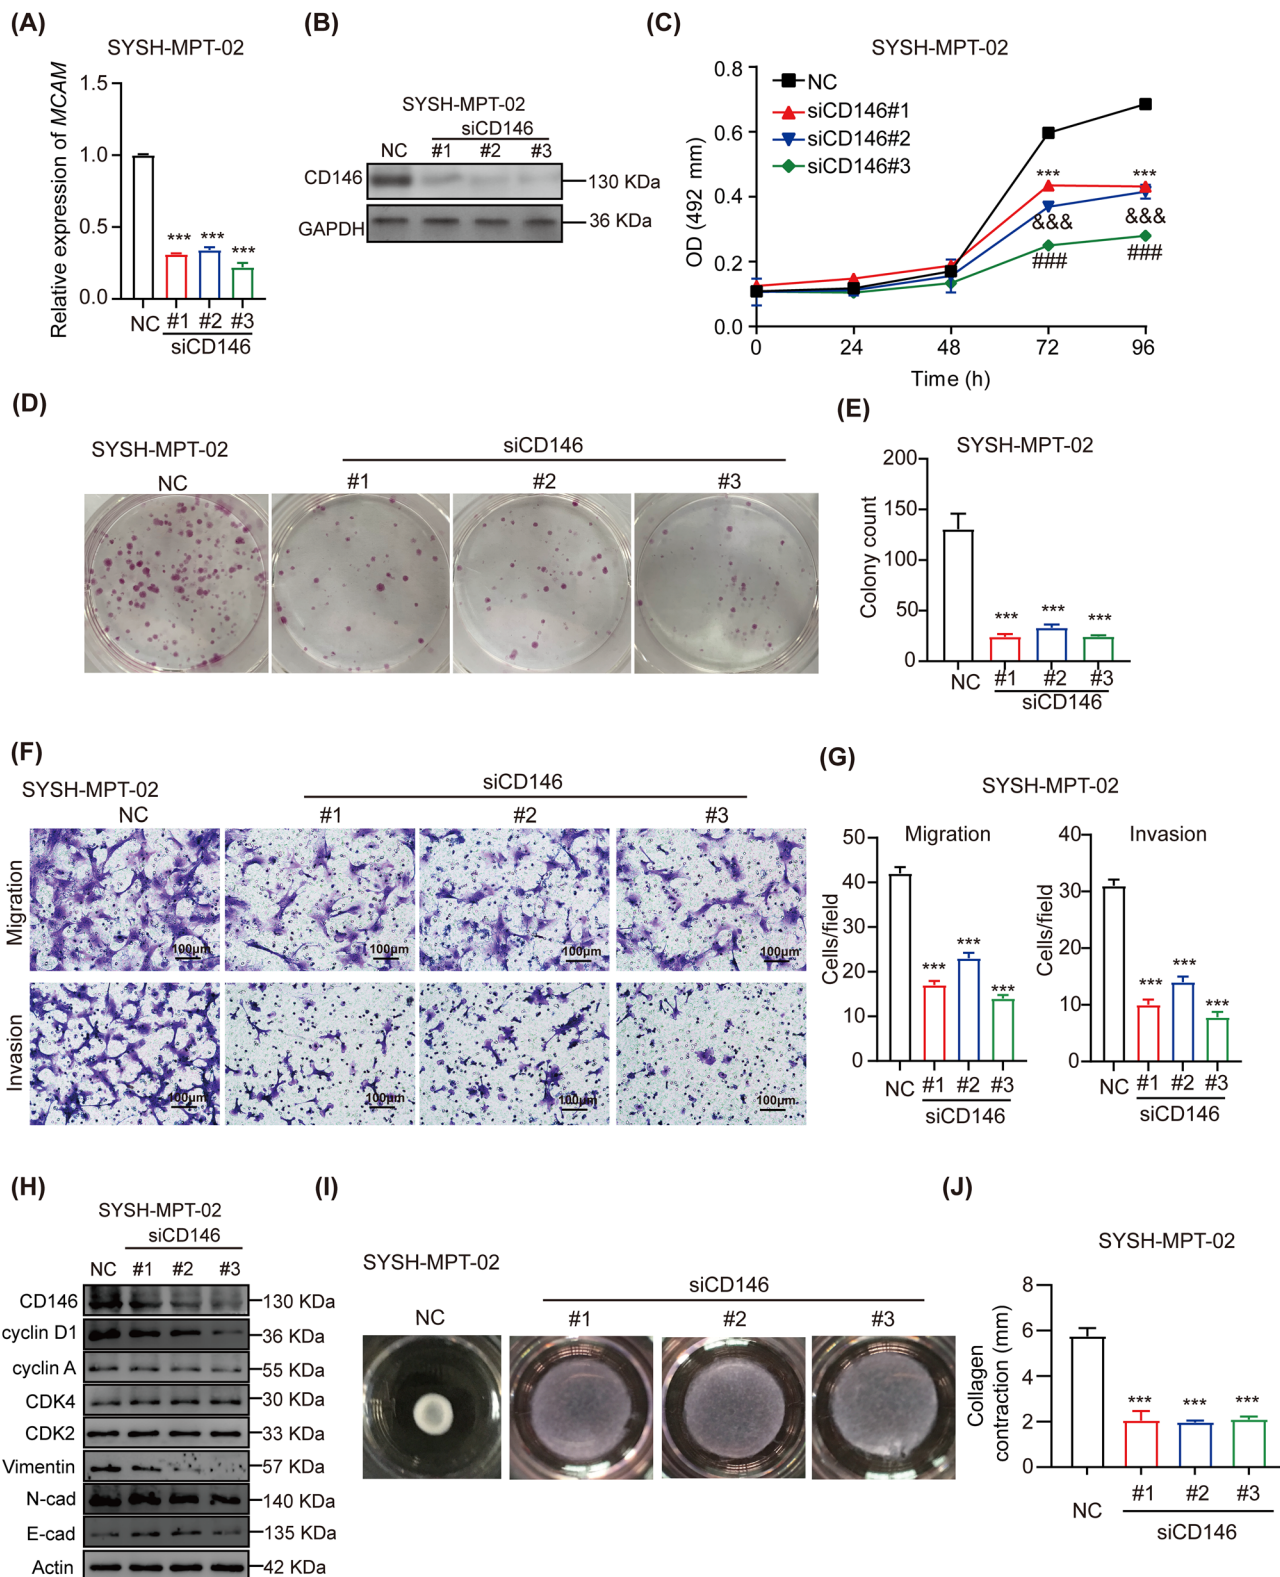 (A)
SYSH-MPT-02
Relative expression of MCAM
1.5
1.0
0.5
0.0
***
***
***
NC #1 #2 #3
siCD146
(B)
SYSH-MPT-02
siCD146
NC #1 #2 #3
CD146 130 KDa
GAPDH 36 KDa
(C)
SYSH-MPT-02
OD (492 mm)
0.8
0.6
0.4
0.2
0.0
NC
siCD146#1
siCD146#2
siCD146#3
*** ***
&&& &&&
### ###
0 24 48 72 96
Time (h)
(D)
SYSH-MPT-02
siCD146
NC #1 #2 #3
(E)
SYSH-MPT-02
Colony count
200
150
100
50
0
*** *** ***
NC #1 #2 #3
siCD146
(F)
SYSH-MPT-02
siCD146
NC #1 #2 #3
Migration
100μm 100μm 100μm 100μm
Invasion
100μm 100μm 100μm 100μm
(G)
SYSH-MPT-02
Migration
Cells/field
50
40
30
20
10
0
*** *** ***
NC #1 #2 #3
siCD146
Invasion
Cells/field
40
30
20
10
0
*** *** ***
NC #1 #2 #3
siCD146
(H)
SYSH-MPT-02
siCD146
NC #1 #2 #3
CD146 130 KDa
cyclin D1 36 KDa
cyclin A 55 KDa
CDK4 30 KDa
CDK2 33 KDa
Vimentin 57 KDa
N-cad 140 KDa
E-cad 135 KDa
Actin 42 KDa
(I)
SYSH-MPT-02
siCD146
NC #1 #2 #3
(J)
SYSH-MPT-02
Collagen
contraction (mm)
8
6
4
2
0
*** *** ***
NC #1 #2 #3
siCD146